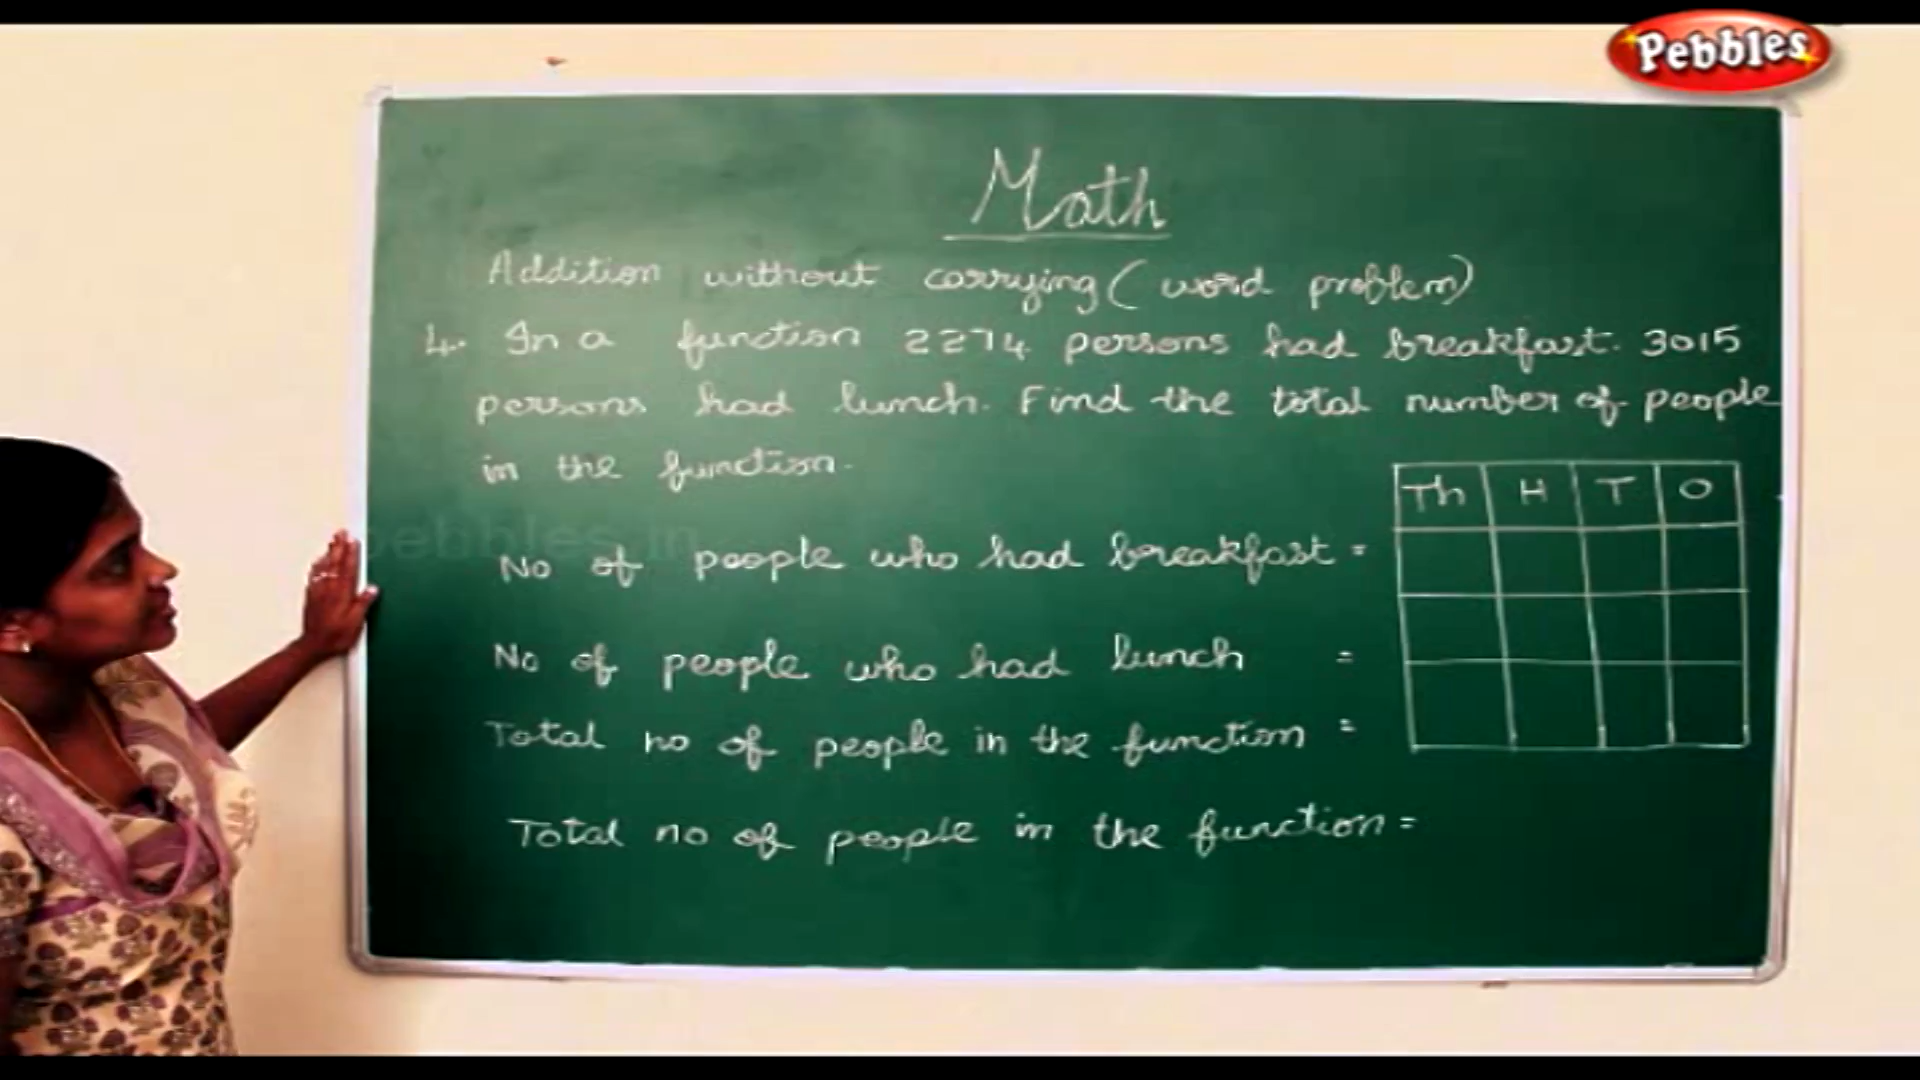 Pebbles
Math
Addition without carrying (word problem)
4. In a function 2274 persons had breakfast. 3015
persons had lunch. Find the total number of people
in the function.
Th H T O
pebbles.in
No of people who had breakfast =
No of people who had lunch =
Total no of people in the function =
Total no of people in the function =